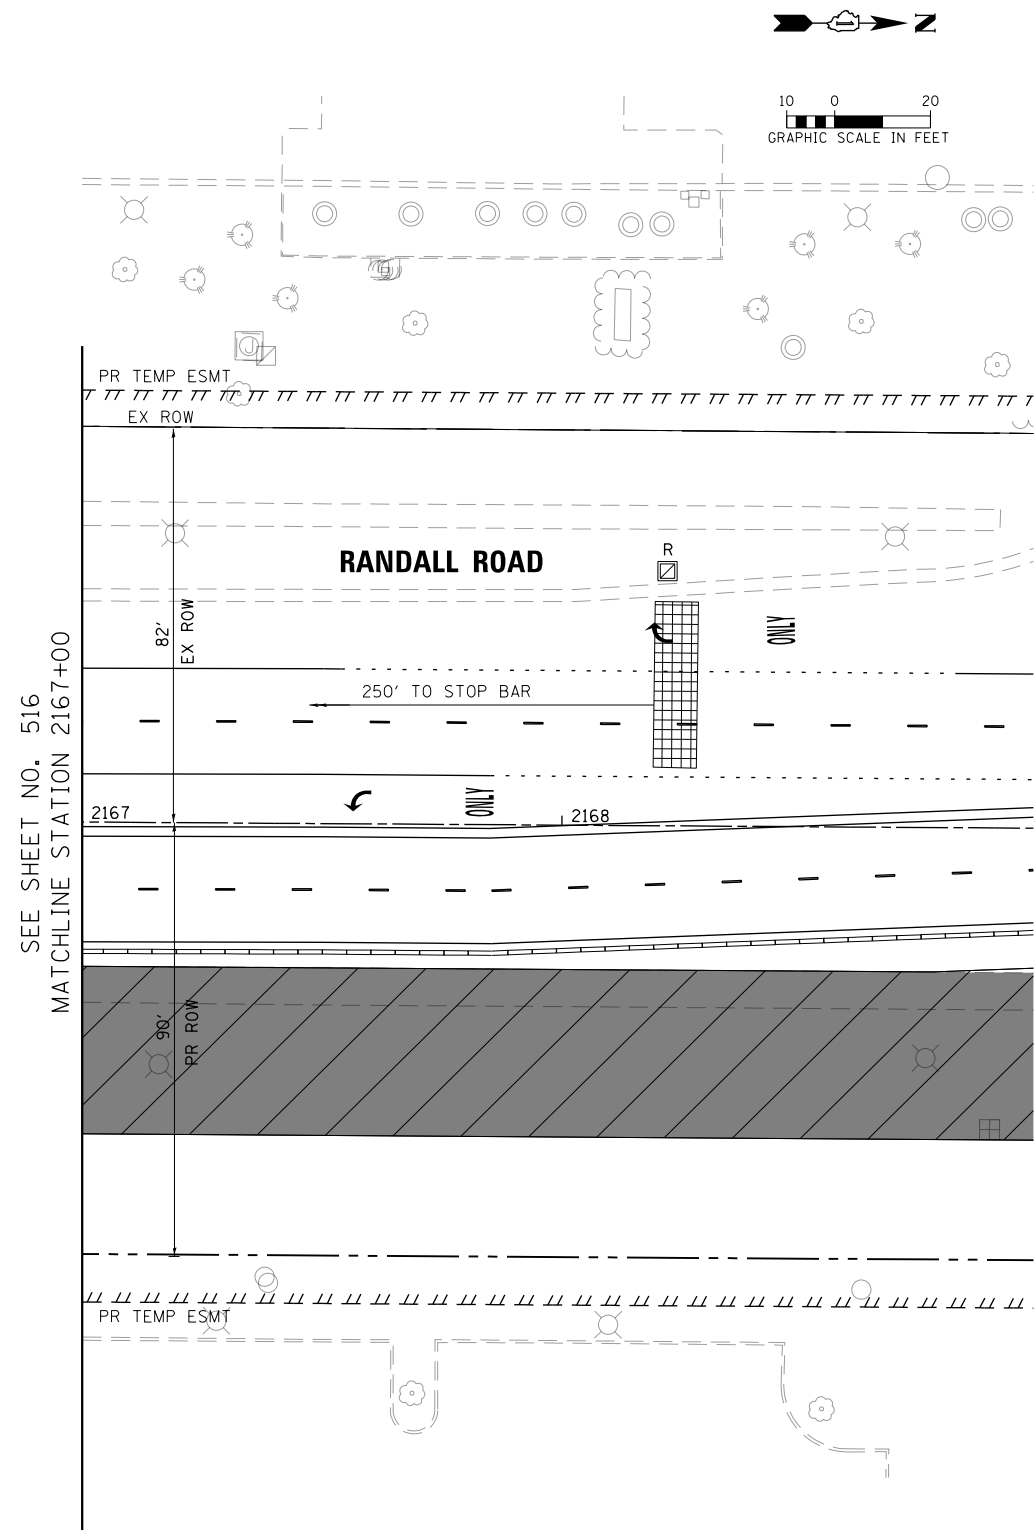 N
10 0 20
GRAPHIC SCALE IN FEET
PR TEMP ESMT
EX ROW
RANDALL ROAD
R
82'
EX ROW
ONLY
250' TO STOP BAR
SEE SHEET NO. 516
MATCHLINE STATION 2167+00
2167
ONLY
2168
90'
PR ROW
PR TEMP ESMT